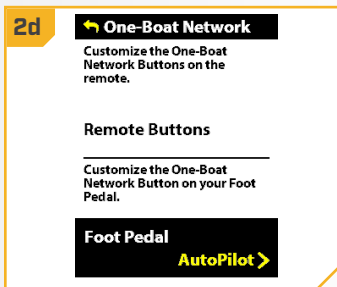 2d
One-Boat Network
Customize the One-Boat
Network Buttons on the
remote.
Remote Buttons
Customize the One-Boat
Network Button on your Foot
Pedal.
Foot Pedal
AutoPilot >